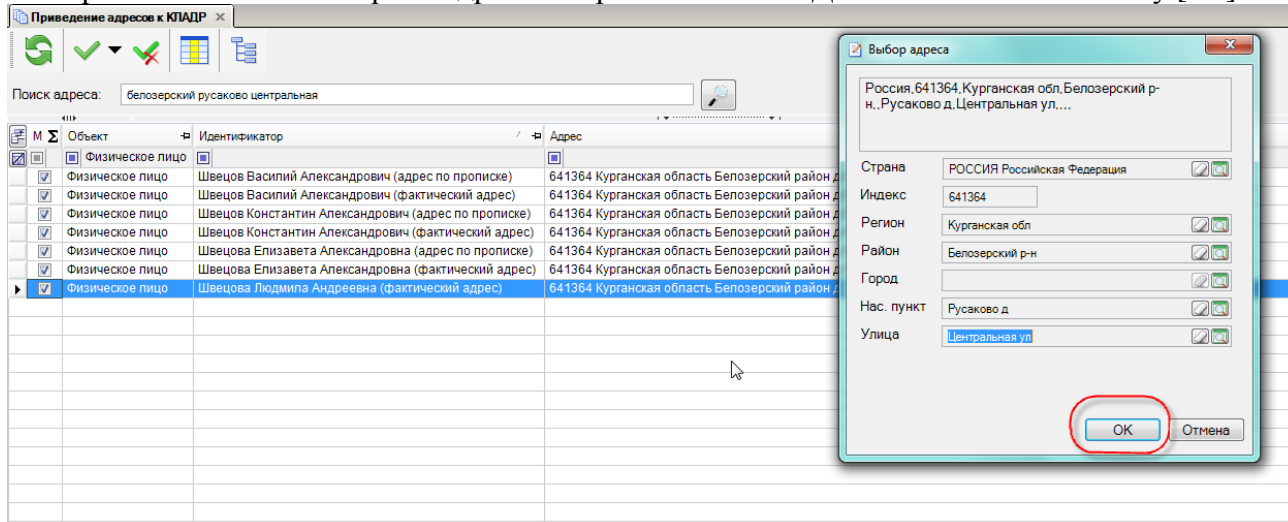 Приведение адресов к КЛАДР
Поиск адреса: белозерский русаково центральная
М Σ Объект Идентификатор Адрес
Физическое лицо
Физическое лицо Швецов Василий Александрович (адрес по прописке) 641364 Курганская область Белозерский район д
Физическое лицо Швецов Василий Александрович (фактический адрес) 641364 Курганская область Белозерский район д
Физическое лицо Швецов Константин Александрович (адрес по прописке) 641364 Курганская область Белозерский район д
Физическое лицо Швецов Константин Александрович (фактический адрес) 641364 Курганская область Белозерский район д
Физическое лицо Швецова Елизавета Александровна (адрес по прописке) 641364 Курганская область Белозерский район д
Физическое лицо Швецова Елизавета Александровна (фактический адрес) 641364 Курганская область Белозерский район д
Физическое лицо Швецова Людмила Андреевна (фактический адрес) 641364 Курганская область Белозерский район д
Выбор адреса
Россия,641364,Курганская обл,Белозерский р-
н,,Русаково д,Центральная ул,,,,
Страна РОССИЯ Российская Федерация
Индекс 641364
Регион Курганская обл
Район Белозерский р-н
Город
Нас. пункт Русаково д
Улица Центральная ул
OK Отмена